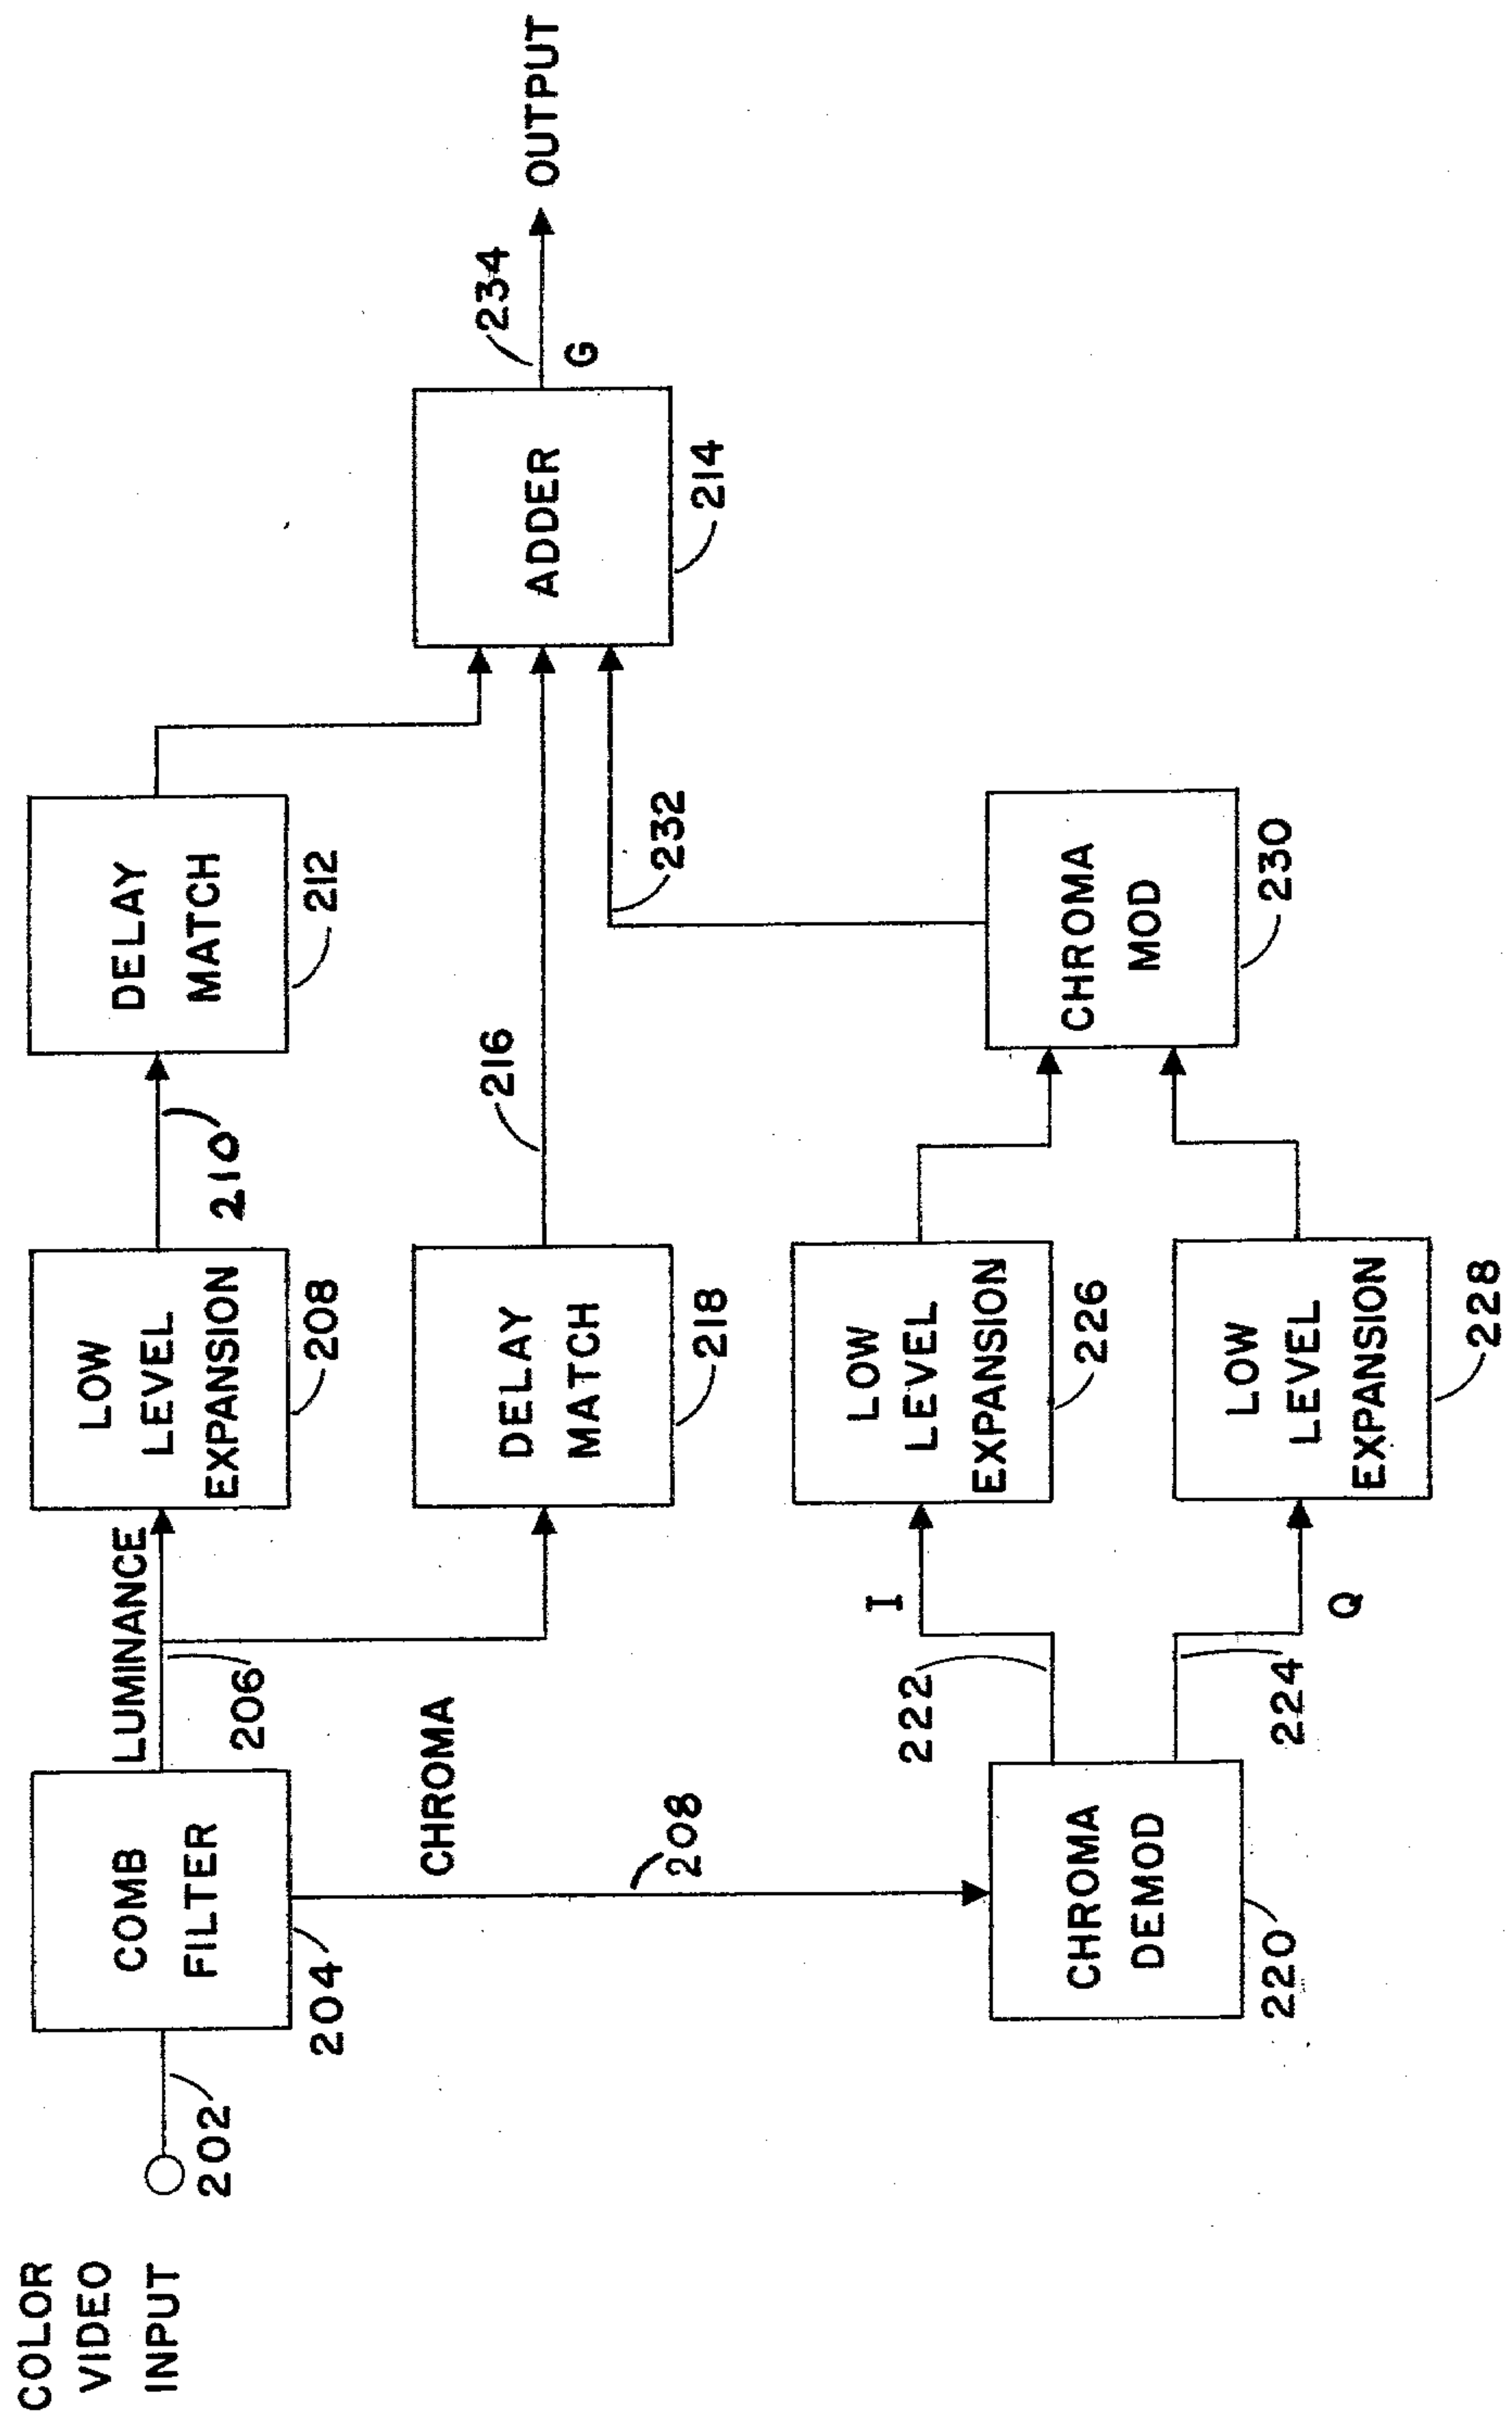 COLOR
VIDEO
INPUT
202
COMB
FILTER
204
LUMINANCE
206
LOW
LEVEL
EXPANSION
208
210
DELAY
MATCH
212
CHROMA
208
DELAY
MATCH
218
216
ADDER
214
234
G
OUTPUT
CHROMA
DEMOD
220
222
I
224
Q
LOW
LEVEL
EXPANSION
226
LOW
LEVEL
EXPANSION
228
CHROMA
MOD
230
232